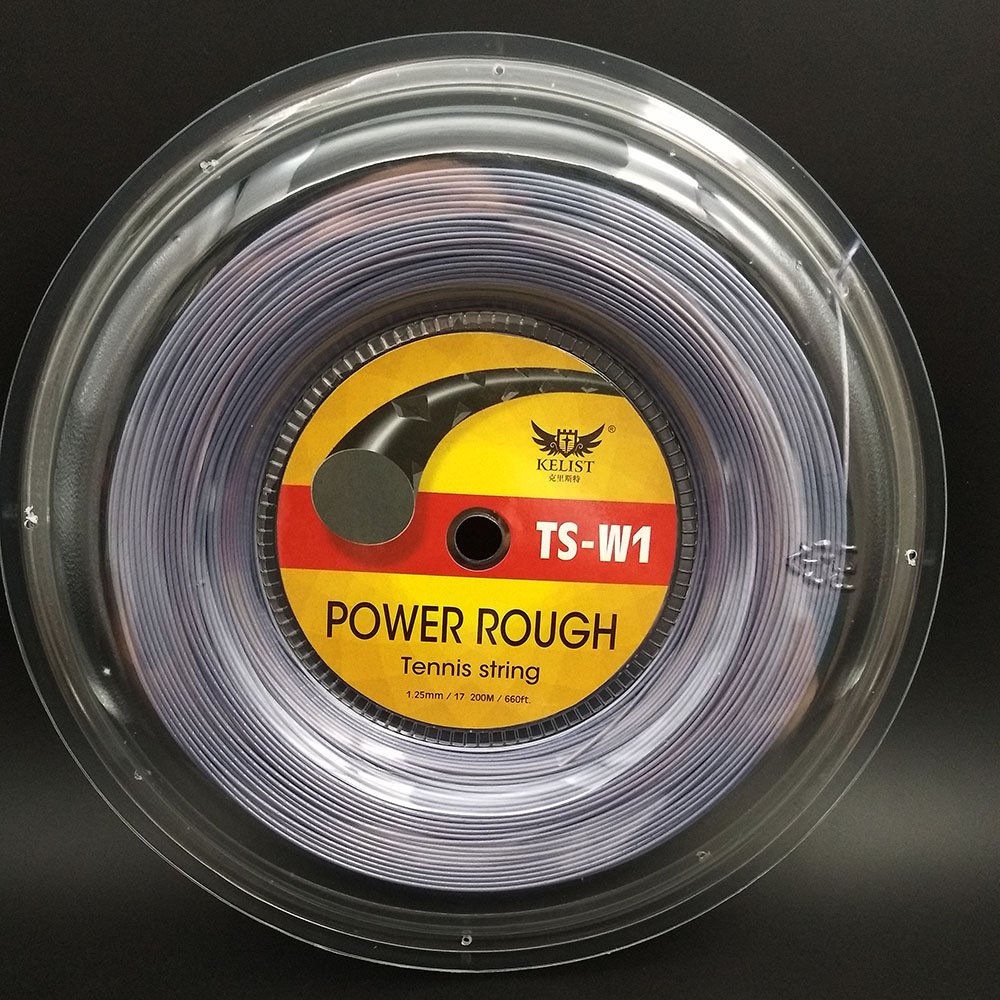 ®
KELIST
克里斯特
TS-W1
POWER ROUGH
Tennis string
1.25mm / 17 200M / 660ft.